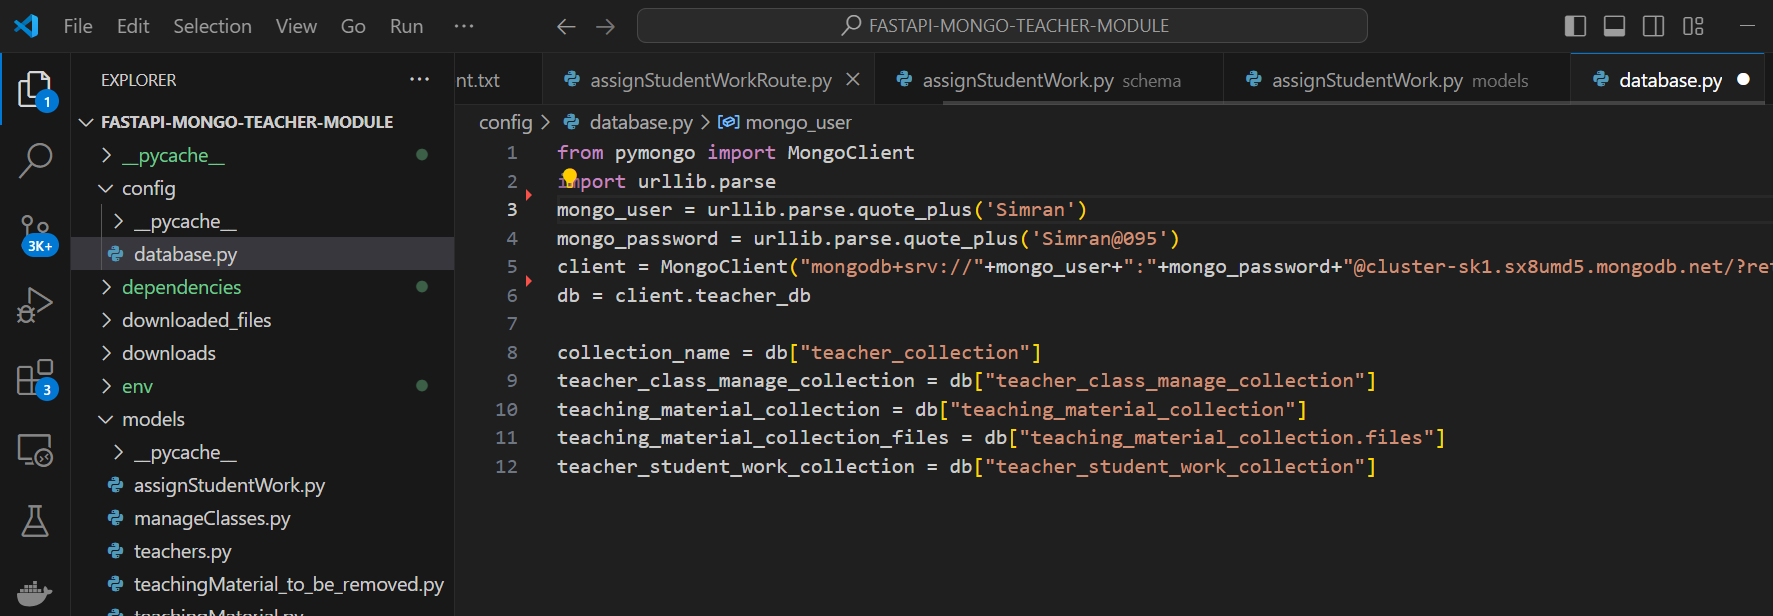 File Edit Selection View Go Run ··· FASTAPI-MONGO-TEACHER-MODULE
EXPLORER ···
nt.txt assignStudentWorkRoute.py assignStudentWork.py schema assignStudentWork.py models database.py
FASTAPI-MONGO-TEACHER-MODULE
__pycache__
config
__pycache__
database.py
dependencies
downloaded_files
downloads
env
models
__pycache__
assignStudentWork.py
manageClasses.py
teachers.py
teachingMaterial_to_be_removed.py
teachingMaterial.py
1
3K+
3
config > database.py > mongo_user
1 from pymongo import MongoClient
2 import urllib.parse
3 mongo_user = urllib.parse.quote_plus('Simran')
4 mongo_password = urllib.parse.quote_plus('Simran@095')
5 client = MongoClient("mongodb+srv://"+mongo_user+":"+mongo_password+"@cluster-sk1.sx8umd5.mongodb.net/?ret
6 db = client.teacher_db
7
8 collection_name = db["teacher_collection"]
9 teacher_class_manage_collection = db["teacher_class_manage_collection"]
10 teaching_material_collection = db["teaching_material_collection"]
11 teaching_material_collection_files = db["teaching_material_collection.files"]
12 teacher_student_work_collection = db["teacher_student_work_collection"]